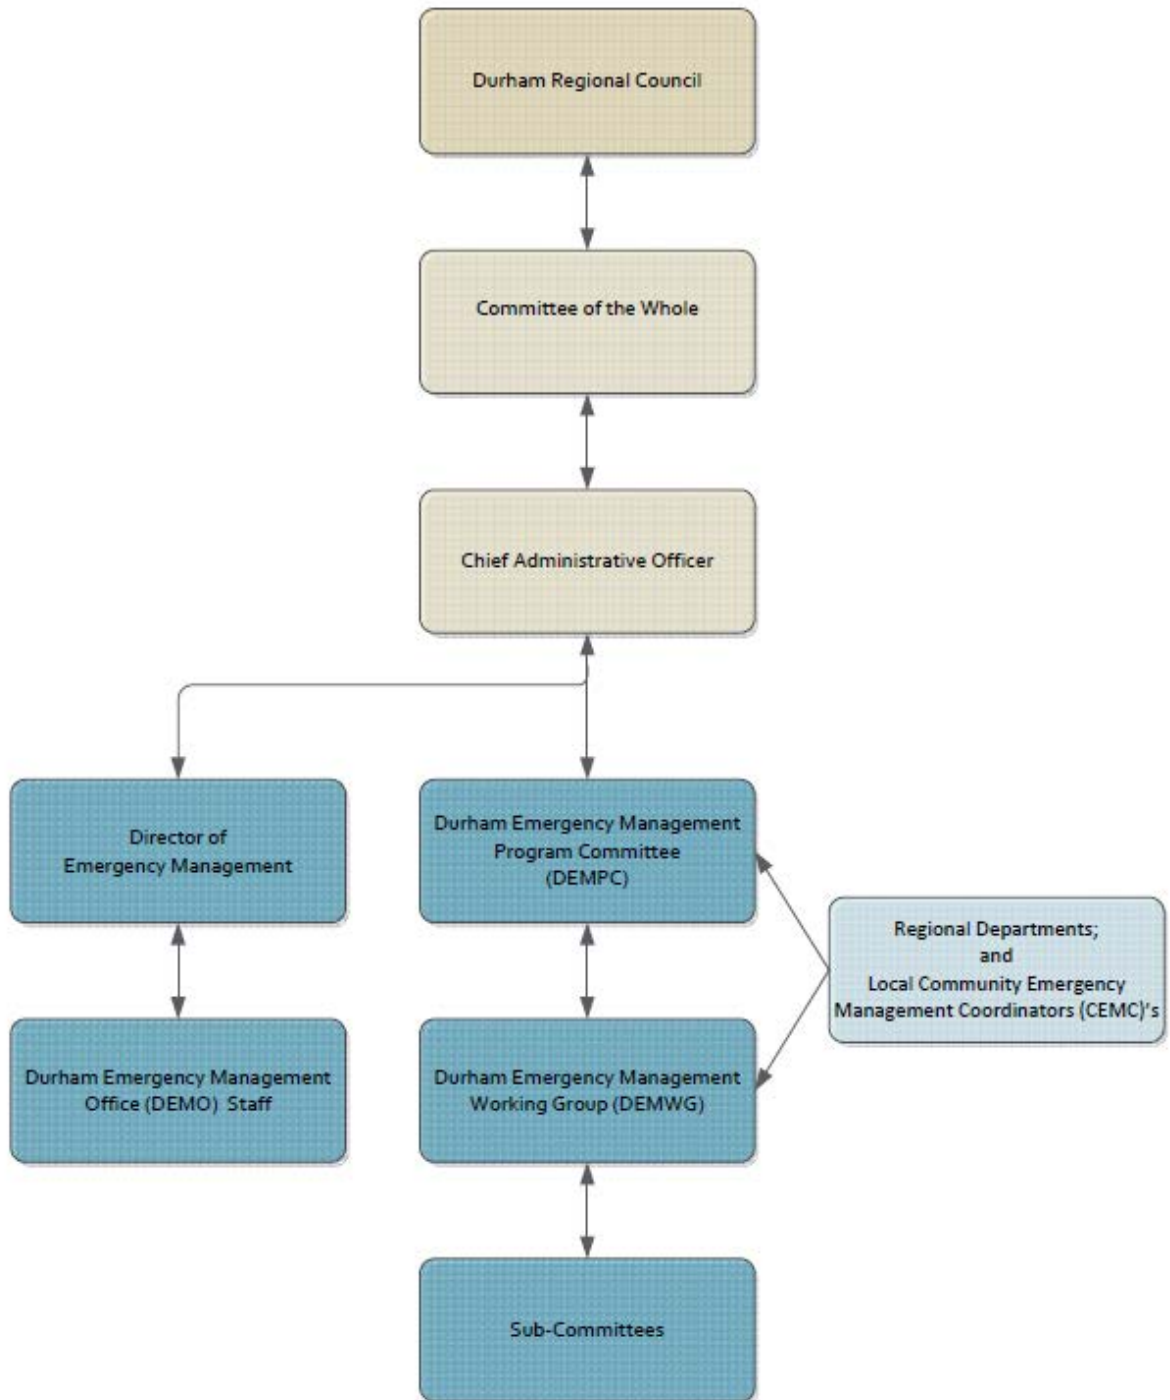 Durham Regional Council
Committee of the Whole
Chief Administrative Officer
Director of
Emergency Management
Durham Emergency Management
Program Committee
(DEMPC)
Regional Departments;
and
Local Community Emergency
Management Coordinators (CEMC)'s
Durham Emergency Management
Office (DEMO) Staff
Durham Emergency Management
Working Group (DEMWG)
Sub-Committees